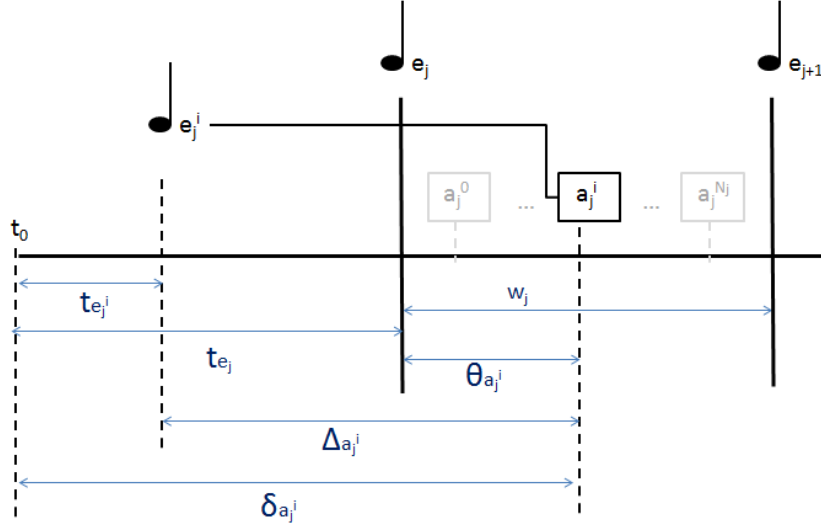 e_j e_{j+1}
e_j^i
a_j^0 ... a_j^i ... a_j^{N_j}
t_0
t_{e_j^i} w_j
t_{e_j} θ_{a_j^i}
Δ_{a_j^i}
δ_{a_j^i}